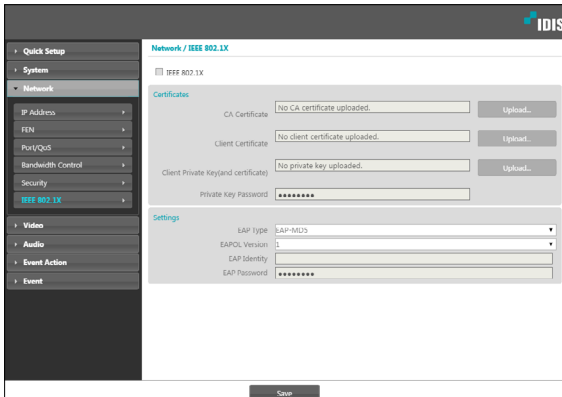 IDIS
Quick Setup
System
Network
IP Address
FEN
Port/QoS
Bandwidth Control
Security
IEEE 802.1X
Video
Audio
Event Action
Event
Network / IEEE 802.1X
IEEE 802.1X
Certificates
CA Certificate No CA certificate uploaded. Upload...
Client Certificate No client certificate uploaded. Upload...
Client Private Key(and certificate) No private key uploaded. Upload...
Private Key Password ●●●●●●●●
Settings
EAP Type EAP-MD5
EAPOL Version 1
EAP Identity
EAP Password ●●●●●●●●
Save